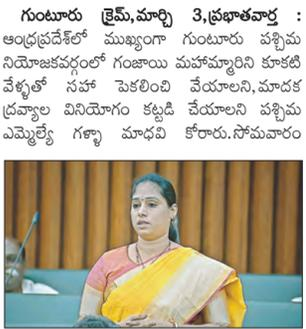 గుంటూరు క్రైమ్,మార్చి 3,ప్రభాతవార్త :
ఆంధ్రప్రదేశ్‌లో ముఖ్యంగా గుంటూరు పశ్చిమ
నియోజకవర్గంలో గంజాయి మహమ్మారిని కూకటి
వేళ్ళతో సహా పెకలించి వేయాలని,మాదక
ద్రవ్యాల వినియోగం కట్టడి చేయాలని పశ్చిమ
ఎమ్మెల్యే గళ్ళా మాధవి కోరారు.సోమవారం